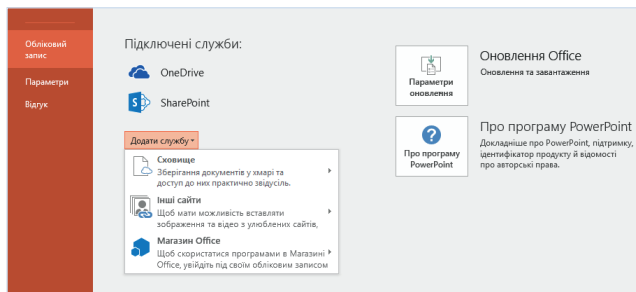 Обліковий
запис
Параметри
Відгук
Підключені служби:
OneDrive
SharePoint
Додати службу
Сховище
Зберігання документів у хмарі та
доступ до них практично звідусіль.
Інші сайти
Щоб мати можливість вставляти
зображення та відео з улюблених сайтів,
Магазин Office
Щоб скористатися програмами в Магазині
Office, увійдіть під своїм обліковим записом
Параметри
оновлення
Оновлення Office
Оновлення та завантаження
Про програму
PowerPoint
Про програму PowerPoint
Докладніше про PowerPoint, підтримку,
ідентифікатор продукту й відомості
про авторські права.